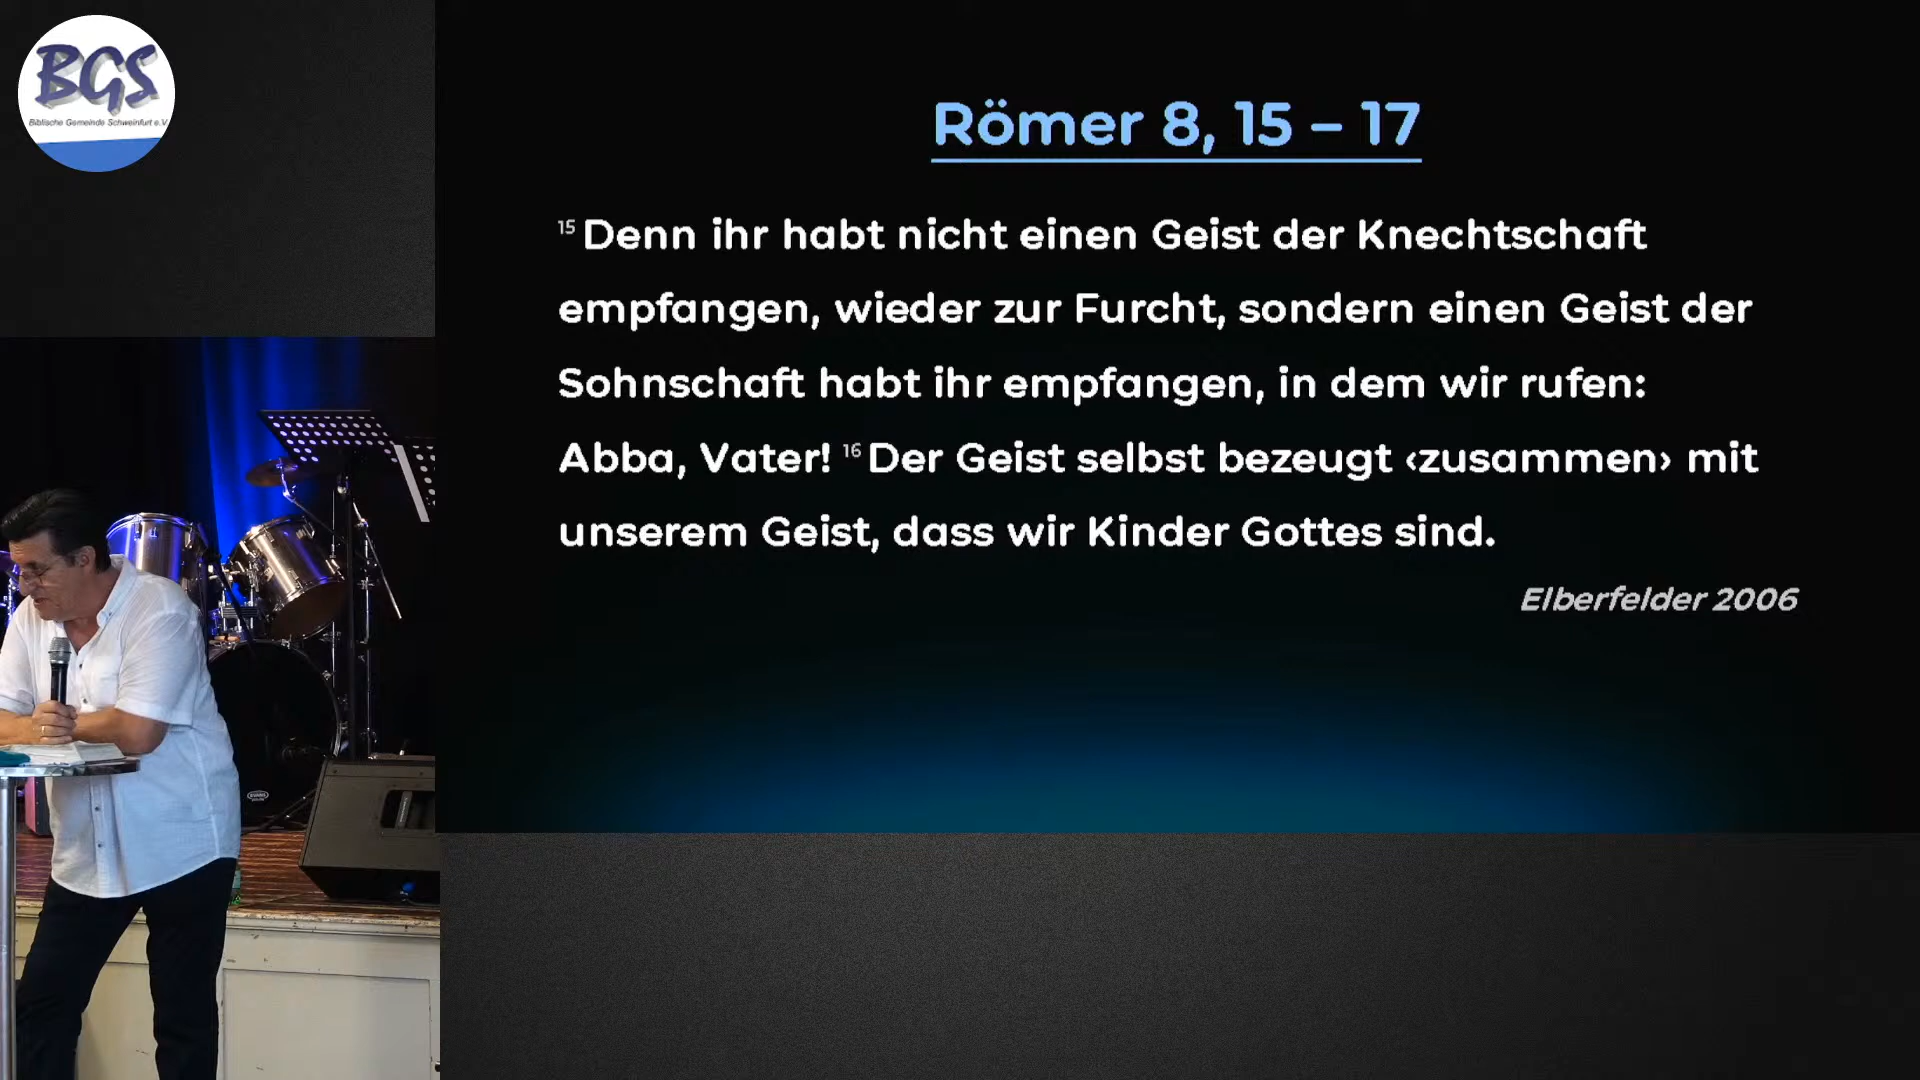 BGS
Biblische Gemeinde Schweinfurt e.V.
Römer 8, 15 – 17
15 Denn ihr habt nicht einen Geist der Knechtschaft
empfangen, wieder zur Furcht, sondern einen Geist der
Sohnschaft habt ihr empfangen, in dem wir rufen:
Abba, Vater! 16 Der Geist selbst bezeugt ‹zusammen› mit
unserem Geist, dass wir Kinder Gottes sind.
Elberfelder 2006
EVANS